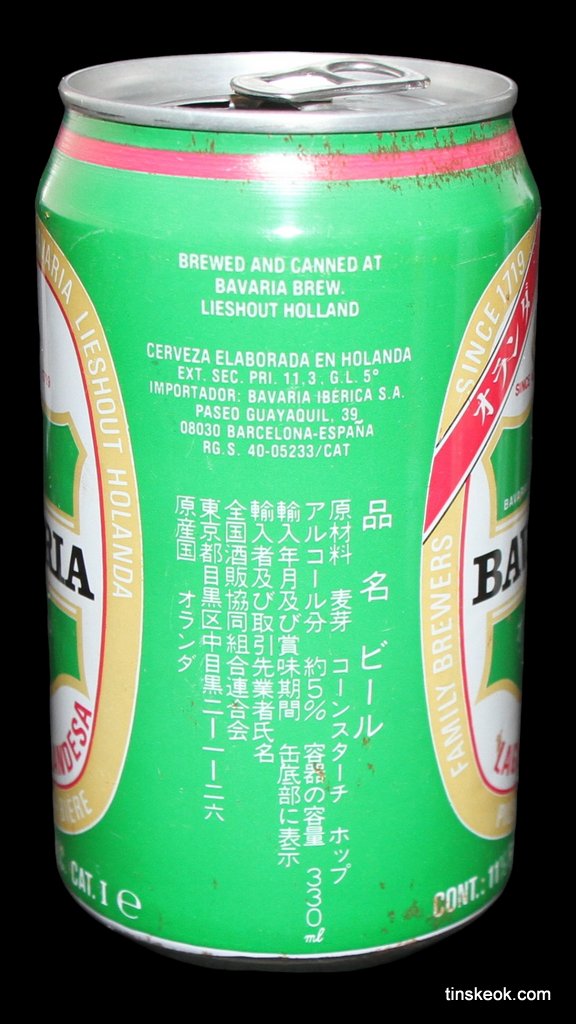 BREWED AND CANNED AT
BAVARIA BREW.
LIESHOUT HOLLAND
CERVEZA ELABORADA EN HOLANDA
EXT. SEC. PRI. 11,3. G.L. 5°
IMPORTADOR: BAVARIA IBERICA S.A.
PASEO GUAYAQUIL, 39
08030 BARCELONA-ESPAÑA
RG.S. 40-05233/CAT
品名 ビール
原材料 麦芽 コーンスターチ ホップ
アルコール分 約5% 容器の容量 330ml
輸入年月及び賞味期間 缶底部に表示
輸入者及び取引先業者氏名
全国酒販協同組合連合会
東京都目黒区中目黒二ー一ー二六
原産国 オランダ
LIESHOUT HOLANDA
SINCE 1719
オランダ
FAMILY BREWERS
CAT. I e
CONT.: 11
tinskeok.com